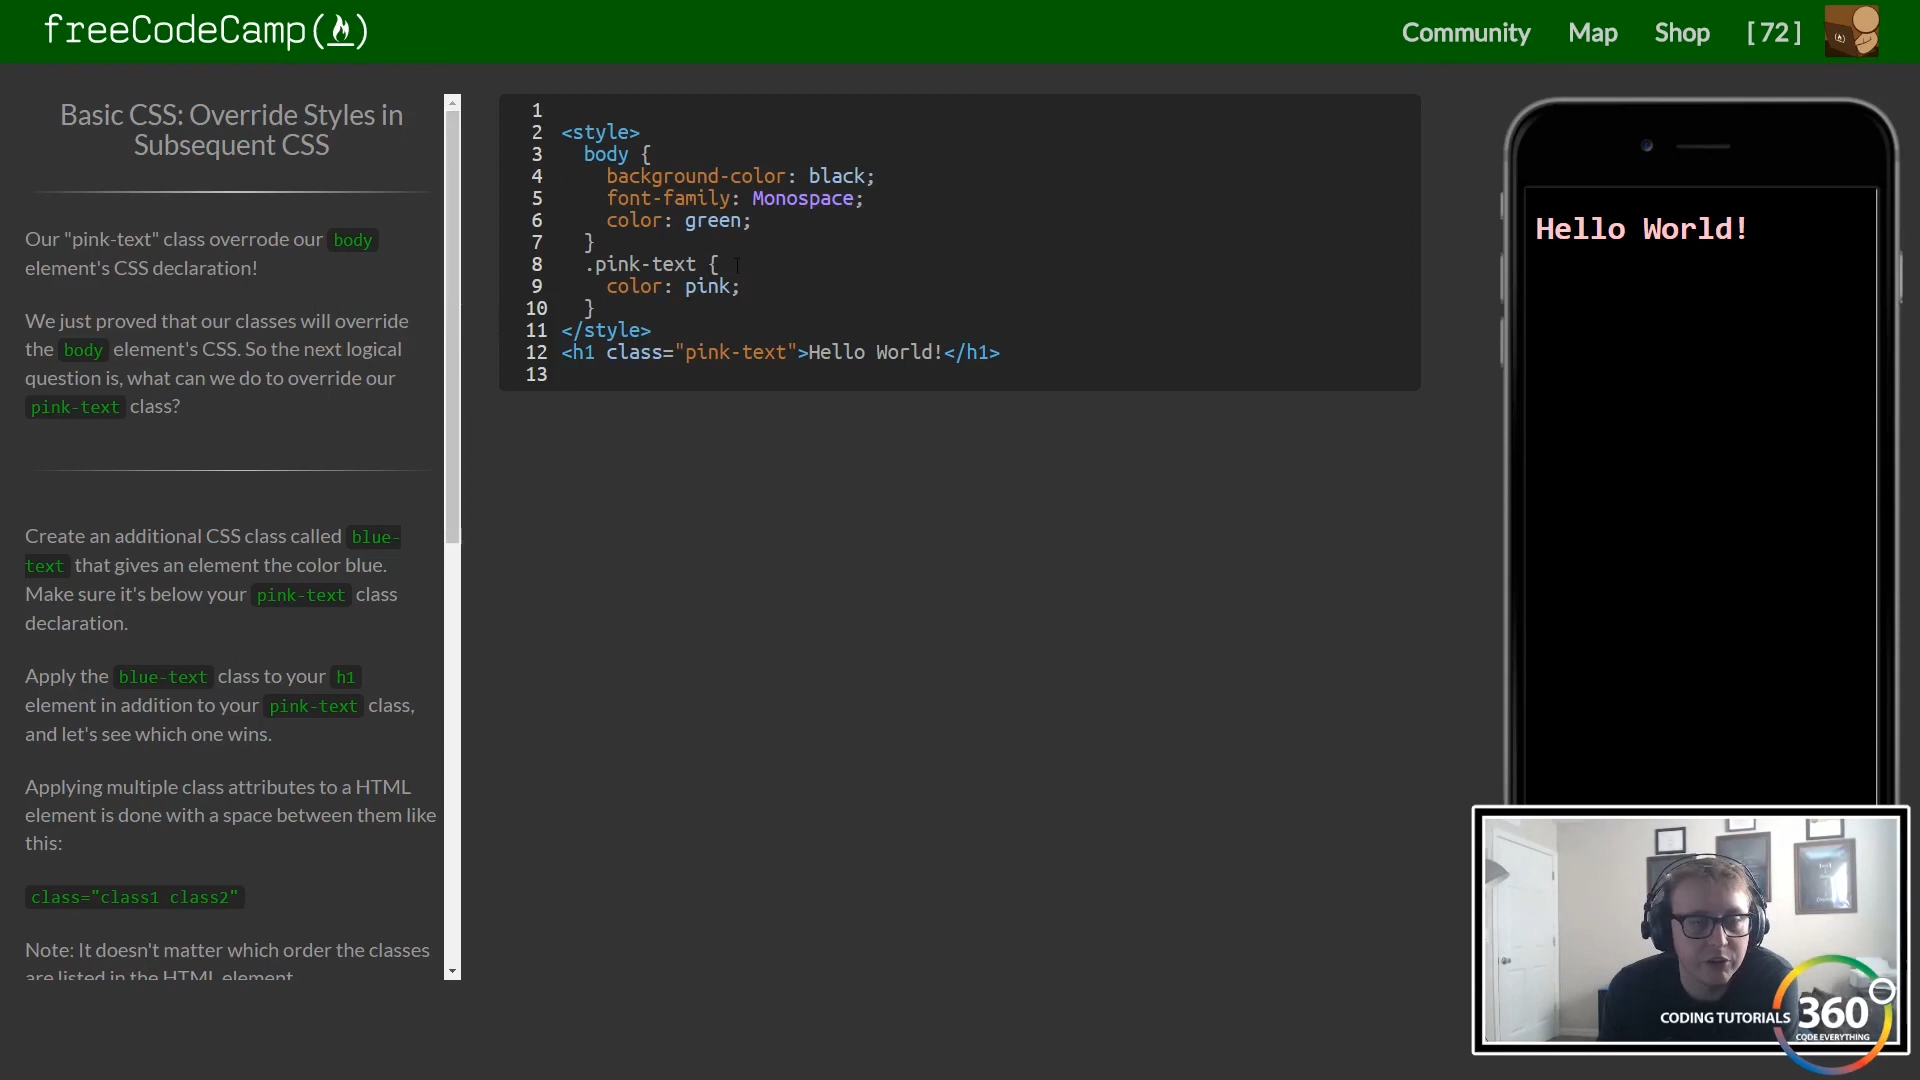 freeCodeCamp
Community Map Shop [ 72 ]
Basic CSS: Override Styles in
Subsequent CSS
Our "pink-text" class overrode our body
element's CSS declaration!
We just proved that our classes will override
the body element's CSS. So the next logical
question is, what can we do to override our
pink-text class?
Create an additional CSS class called blue-
text that gives an element the color blue.
Make sure it's below your pink-text class
declaration.
Apply the blue-text class to your h1
element in addition to your pink-text class,
and let's see which one wins.
Applying multiple class attributes to a HTML
element is done with a space between them like
this:
class="class1 class2"
Note: It doesn't matter which order the classes
are listed in the HTML element
1
2 <style>
3 body {
4 background-color: black;
5 font-family: Monospace;
6 color: green;
7 }
8 .pink-text {
9 color: pink;
10 }
11 </style>
12 <h1 class="pink-text">Hello World!</h1>
13
Hello World!
CODING TUTORIALS 360
CODE EVERYTHING